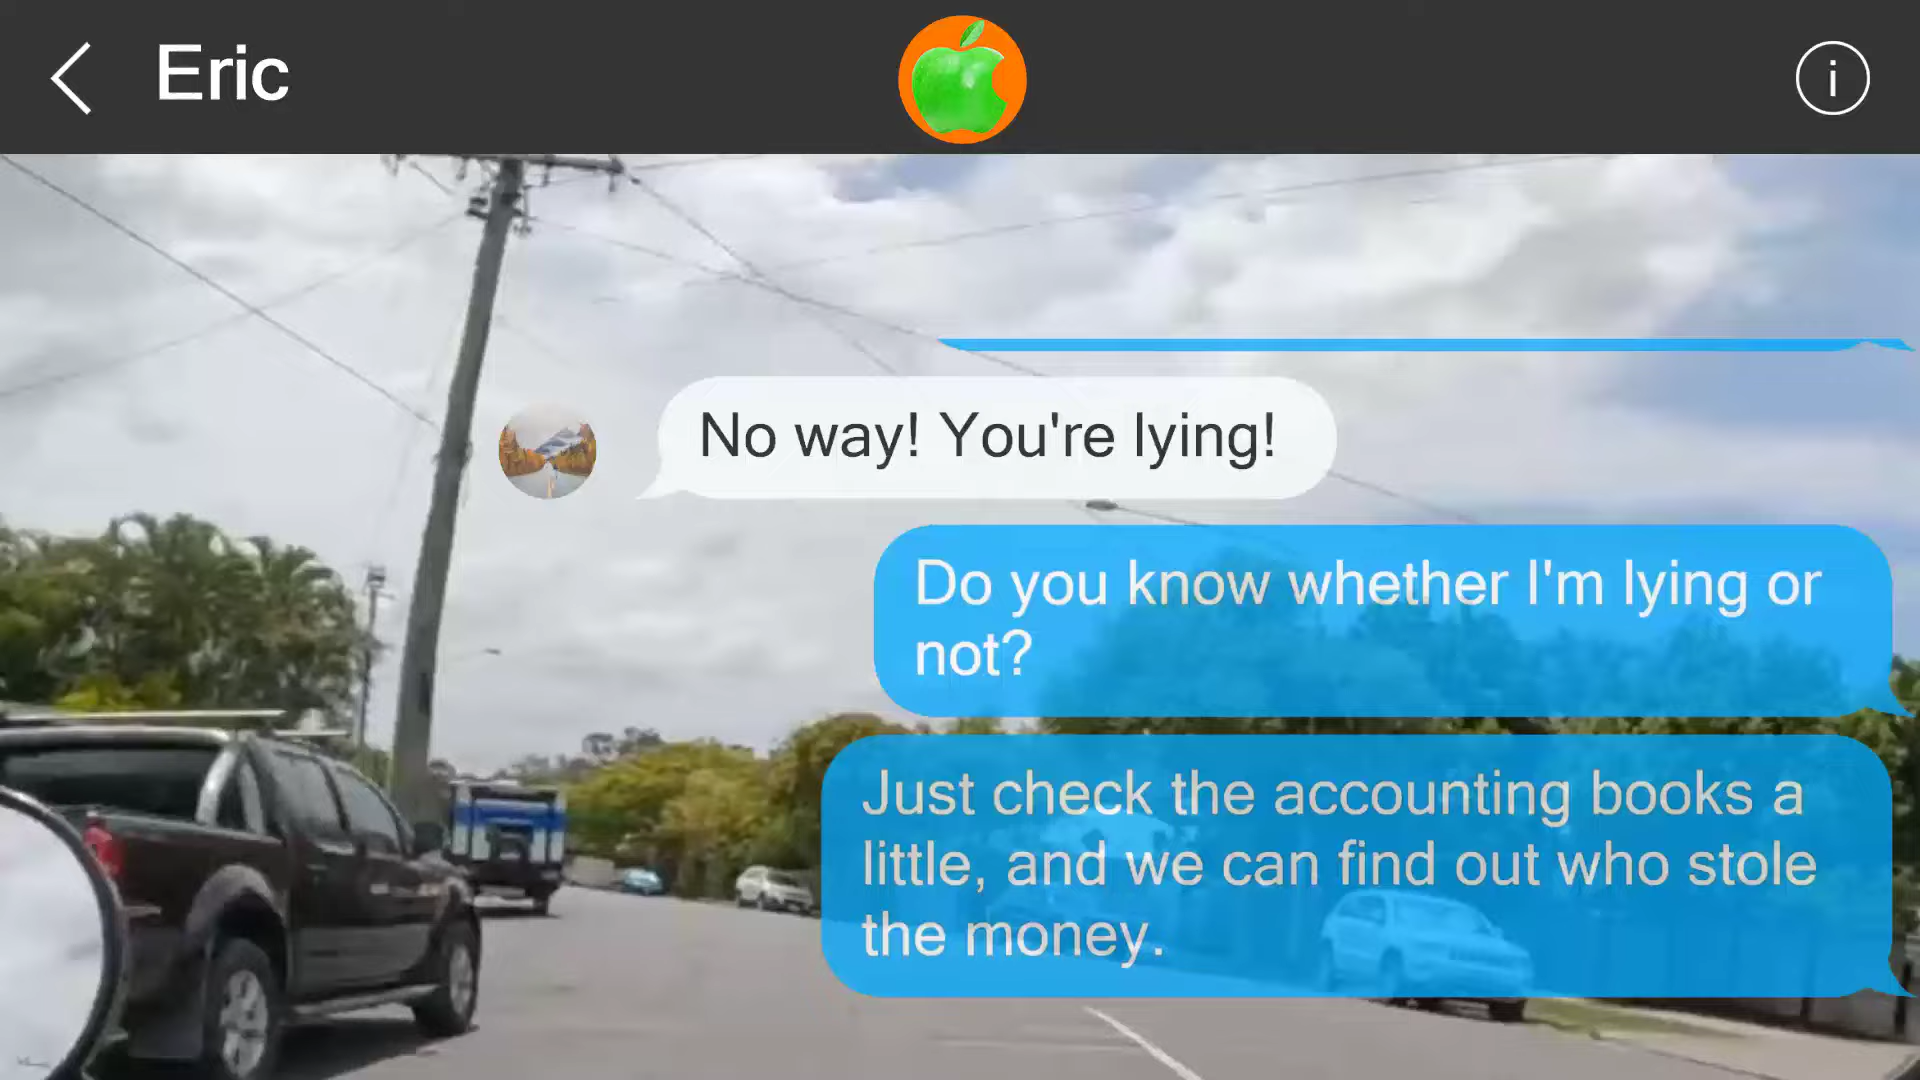 Eric
No way! You're lying!
Do you know whether I'm lying or
not?
Just check the accounting books a
little, and we can find out who stole
the money.